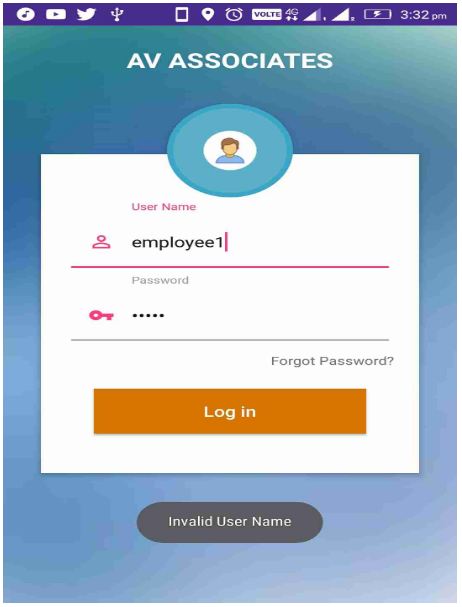 VOLTE 4G 3:32 pm
AV ASSOCIATES
User Name
employee1
Password
•••••
Forgot Password?
Log in
Invalid User Name